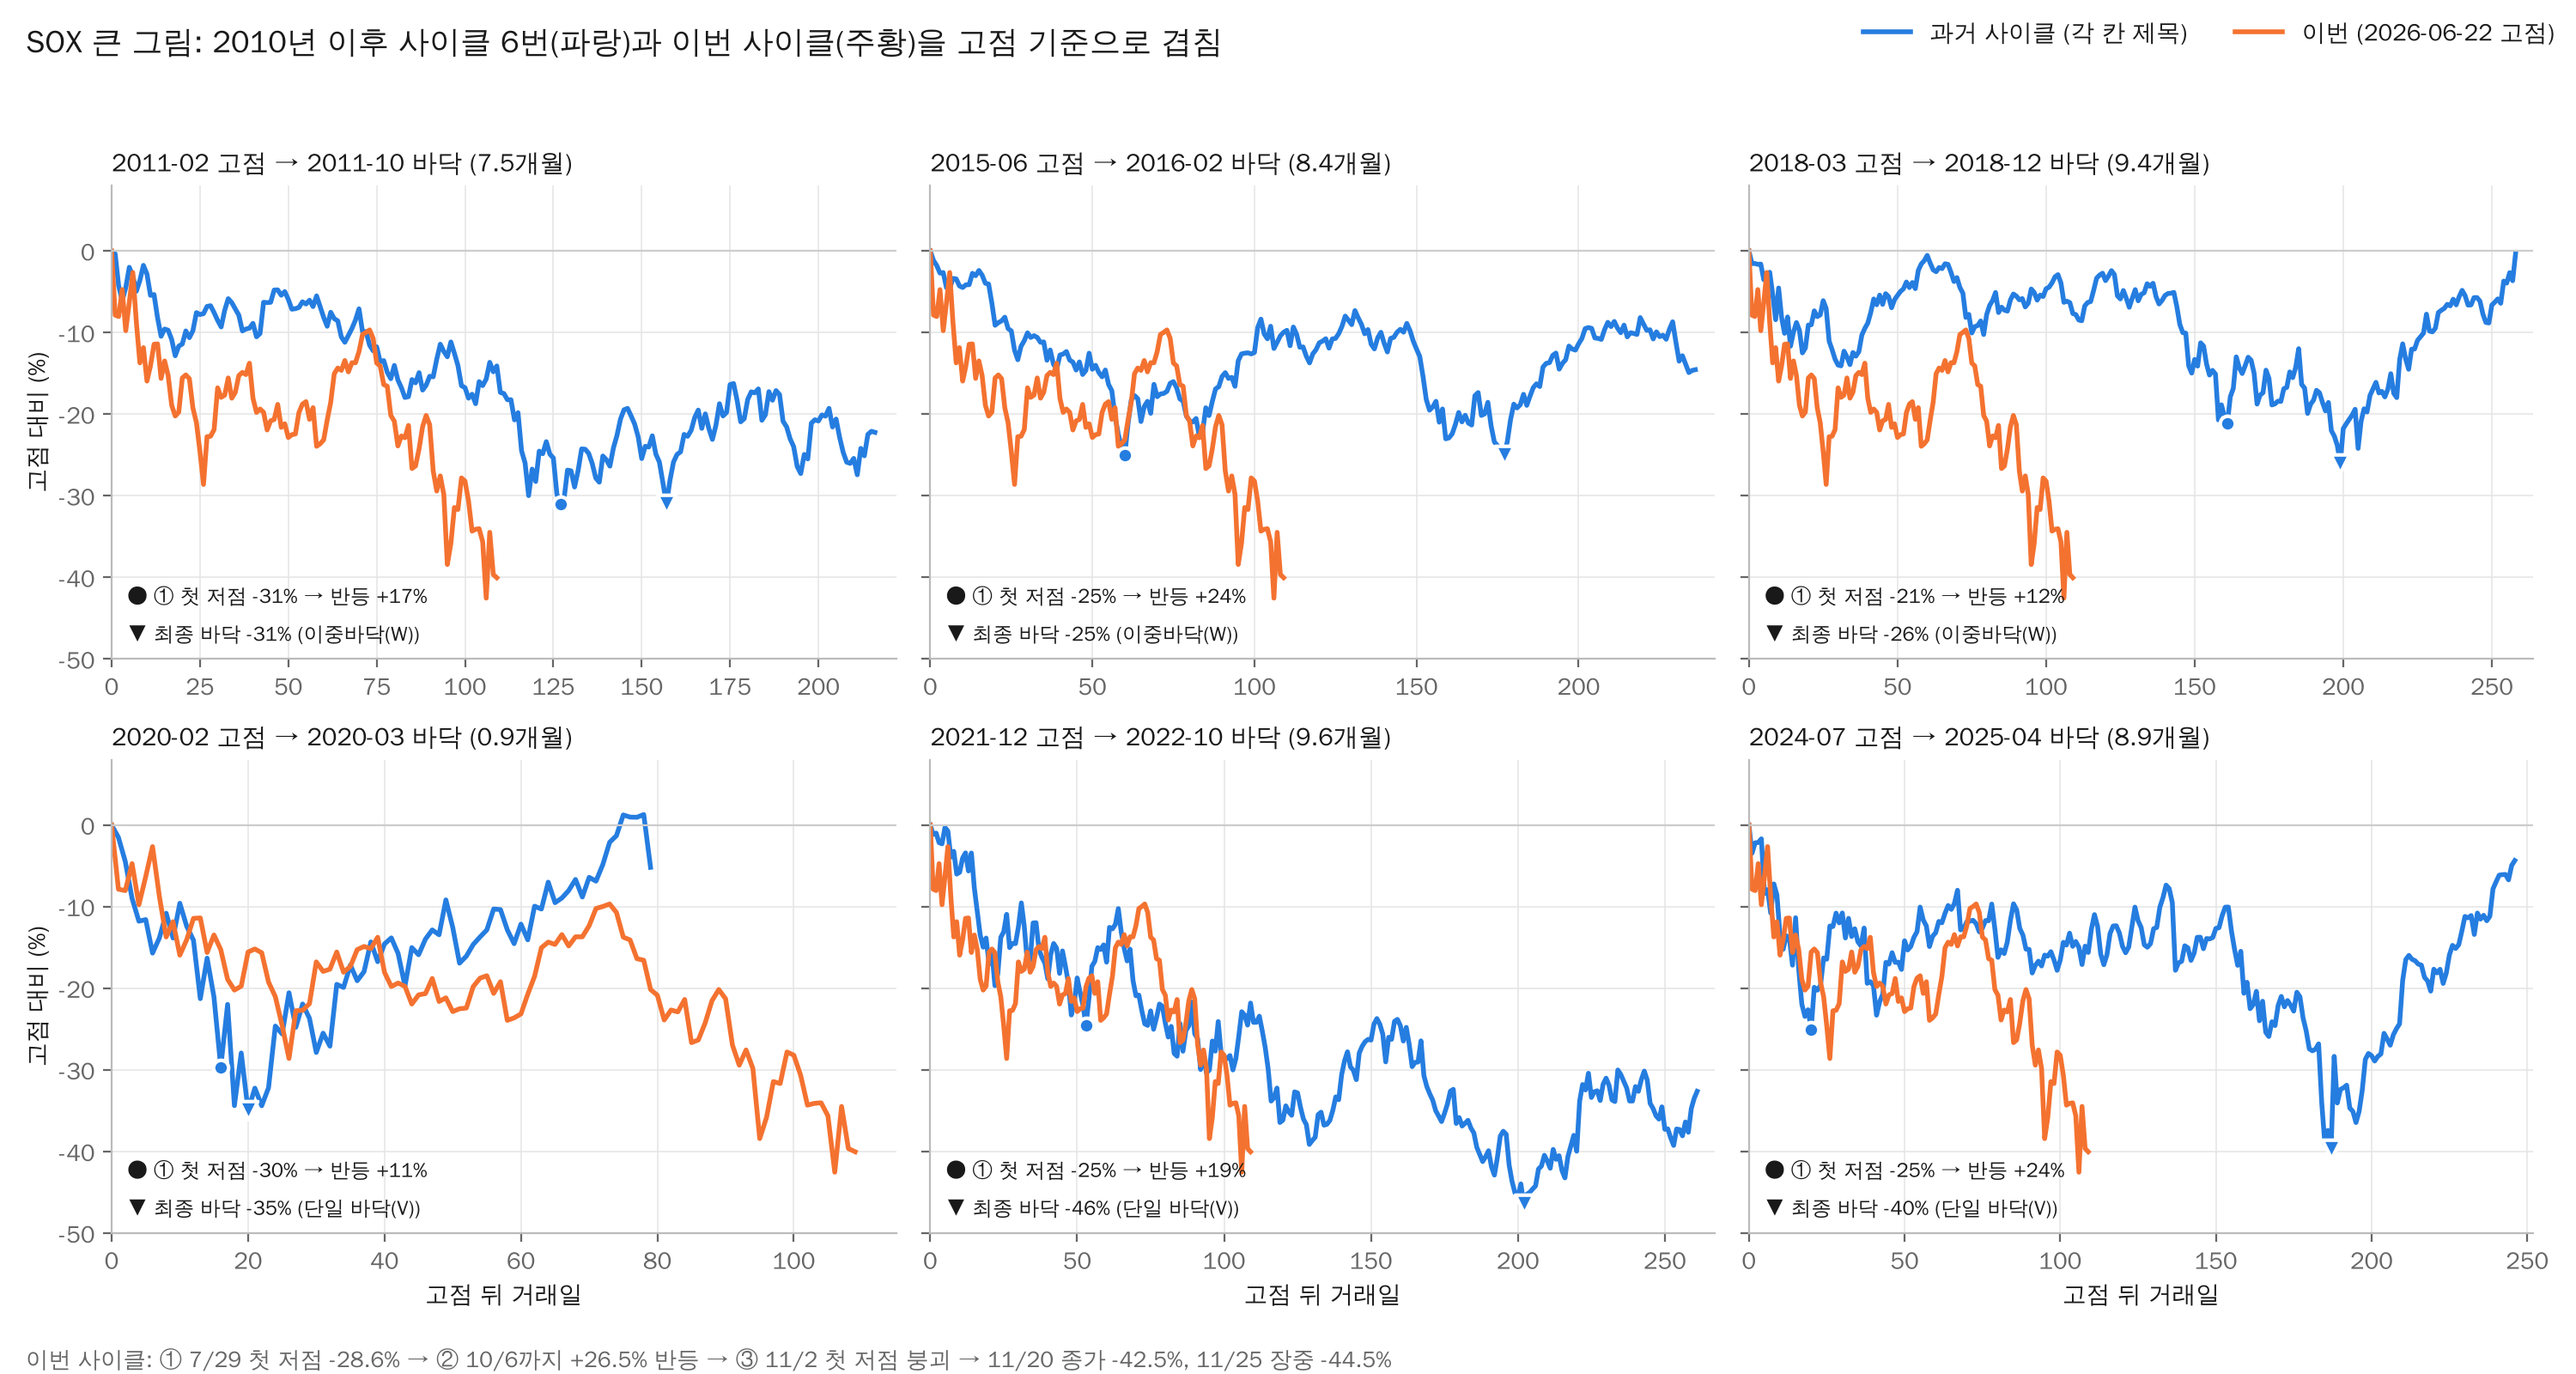 SOX 큰 그림: 2010년 이후 사이클 6번(파랑)과 이번 사이클(주황)을 고점 기준으로 겹침
과거 사이클 (각 칸 제목)
이번 (2026-06-22 고점)
2011-02 고점 → 2011-10 바닥 (7.5개월)
고점 대비 (%)
0
-10
-20
-30
-40
-50
● ① 첫 저점 -31% → 반등 +17%
▼ 최종 바닥 -31% (이중바닥(W))
0 25 50 75 100 125 150 175 200
2015-06 고점 → 2016-02 바닥 (8.4개월)
● ① 첫 저점 -25% → 반등 +24%
▼ 최종 바닥 -25% (이중바닥(W))
0 50 100 150 200
2018-03 고점 → 2018-12 바닥 (9.4개월)
● ① 첫 저점 -21% → 반등 +12%
▼ 최종 바닥 -26% (이중바닥(W))
0 50 100 150 200 250
2020-02 고점 → 2020-03 바닥 (0.9개월)
고점 대비 (%)
0
-10
-20
-30
-40
-50
● ① 첫 저점 -30% → 반등 +11%
▼ 최종 바닥 -35% (단일 바닥(V))
0 20 40 60 80 100
고점 뒤 거래일
2021-12 고점 → 2022-10 바닥 (9.6개월)
● ① 첫 저점 -25% → 반등 +19%
▼ 최종 바닥 -46% (단일 바닥(V))
0 50 100 150 200 250
고점 뒤 거래일
2024-07 고점 → 2025-04 바닥 (8.9개월)
● ① 첫 저점 -25% → 반등 +24%
▼ 최종 바닥 -40% (단일 바닥(V))
0 50 100 150 200 250
고점 뒤 거래일
이번 사이클: ① 7/29 첫 저점 -28.6% → ② 10/6까지 +26.5% 반등 → ③ 11/2 첫 저점 붕괴 → 11/20 종가 -42.5%, 11/25 장중 -44.5%